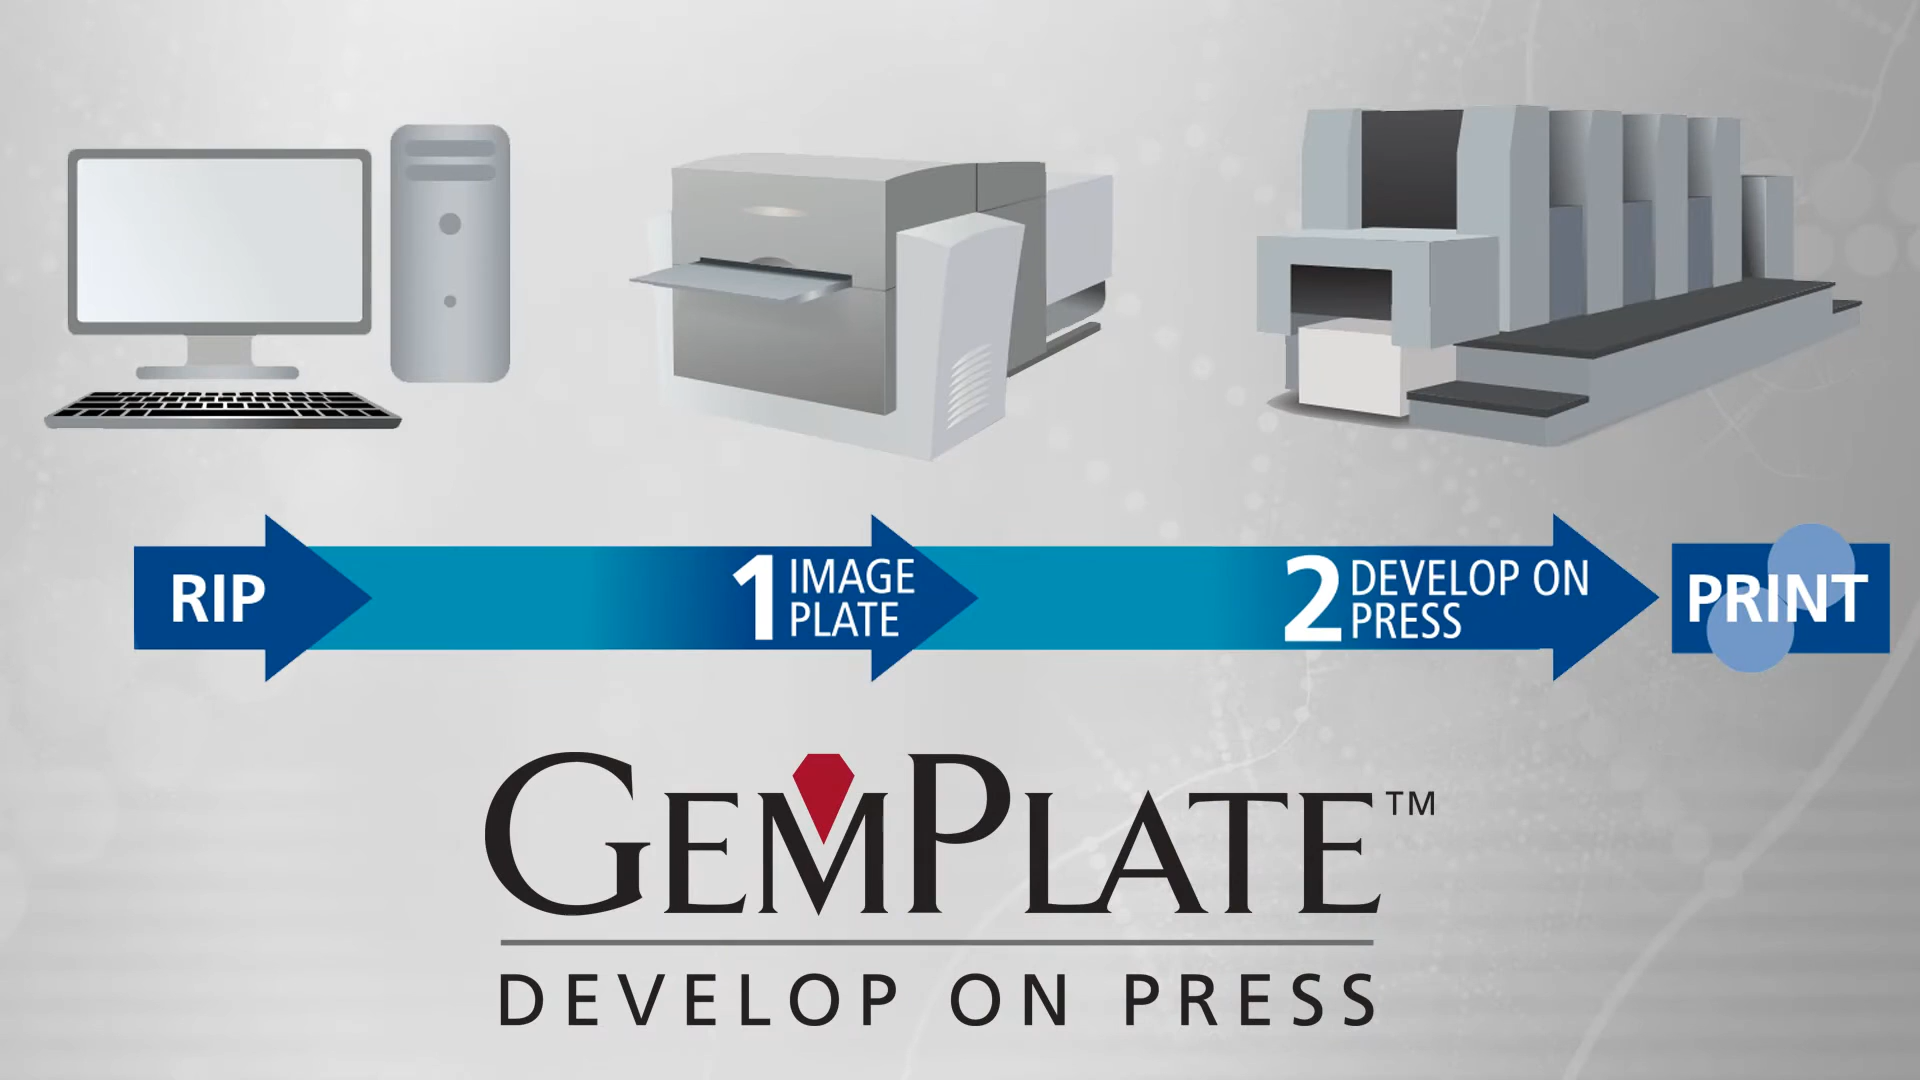 RIP
1 IMAGE
PLATE
2 DEVELOP ON
PRESS
PRINT
GEMPLATE™
DEVELOP ON PRESS